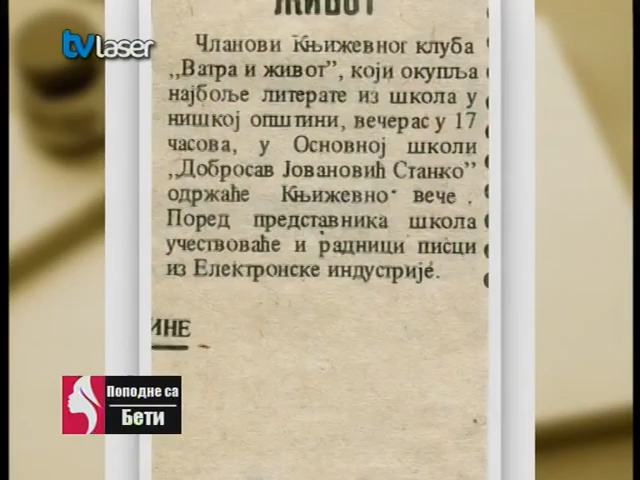 ЖИВОТ
tvlaser
Чланови Књижевног клуба
„Ватра и живот”, који окупља
најбоље литерате из школа у
нишкој општини, вечерас у 17
часова, у Основној школи
„Добросав Јовановић Станко”
одржаће Књижевно вече .
Поред представника школа
учествоваће и радници писци
из Електронске индустрије.
ИНЕ
Поподне са
Бети